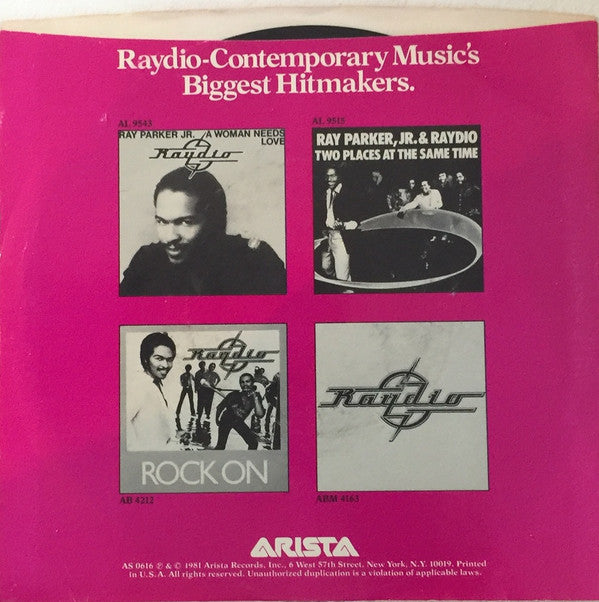 Raydio-Contemporary Music's
Biggest Hitmakers.
AL 9543
RAY PARKER JR. /A WOMAN NEEDS
LOVE
Raydio
AL 9515
RAY PARKER, JR. & RAYDIO
TWO PLACES AT THE SAME TIME
Raydio
ROCK ON
AB 4212
Raydio
ABM 4163
ARISTA
AS 0616 ℗ & © 1981 Arista Records, Inc., 6 West 57th Street, New York, N.Y. 10019. Printed
in U.S.A. All rights reserved. Unauthorized duplication is a violation of applicable laws.